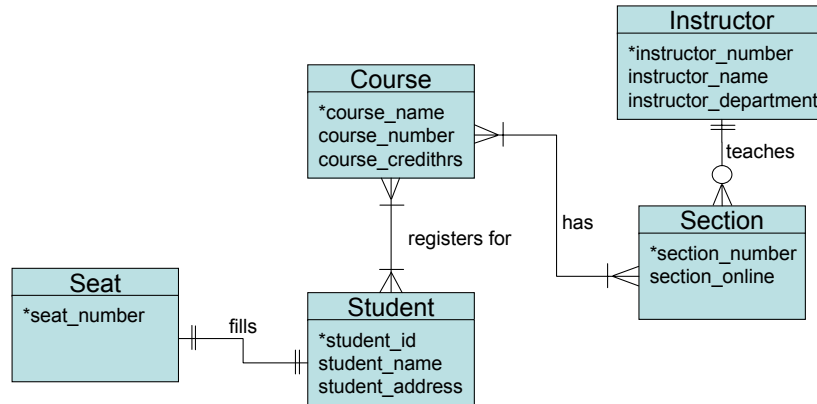 Instructor
*instructor_number
instructor_name
instructor_department
Course
*course_name
course_number
course_credithrs
teaches
Section
*section_number
section_online
has
registers for
Seat
*seat_number
fills
Student
*student_id
student_name
student_address